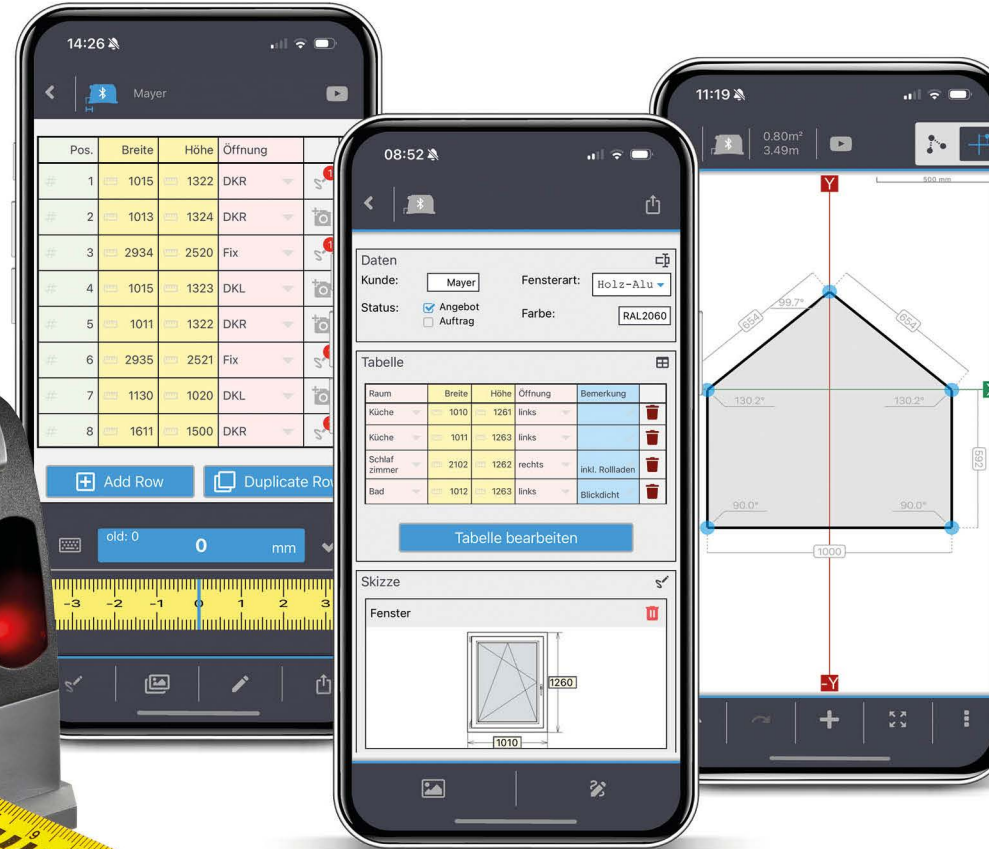 14:26
Mayer
Pos. Breite Höhe Öffnung
# 1 1015 1322 DKR 1
# 2 1013 1324 DKR
# 3 2934 2520 Fix 1
# 4 1015 1323 DKL
# 5 1011 1322 DKR
# 6 2935 2521 Fix
# 7 1130 1020 DKL
# 8 1611 1500 DKR
Add Row Duplicate Row
old: 0
0 mm
-3 -2 -1 0 1 2 3
9
08:52
Daten
Kunde: Mayer Fensterart: Holz-Alu
Status: Angebot Farbe: RAL2060
Auftrag
Tabelle
Raum Breite Höhe Öffnung Bemerkung
Küche 1010 1261 links
Küche 1011 1263 links
Schlaf
zimmer 2102 1262 rechts inkl. Rollladen
Bad 1012 1263 links Blickdicht
Tabelle bearbeiten
Skizze
Fenster
1260
1010
11:19
0.80m²
3.49m
Y 500 mm
99.7°
654 654
X
130.2° 130.2°
592
90.0° 90.0°
1000
-Y